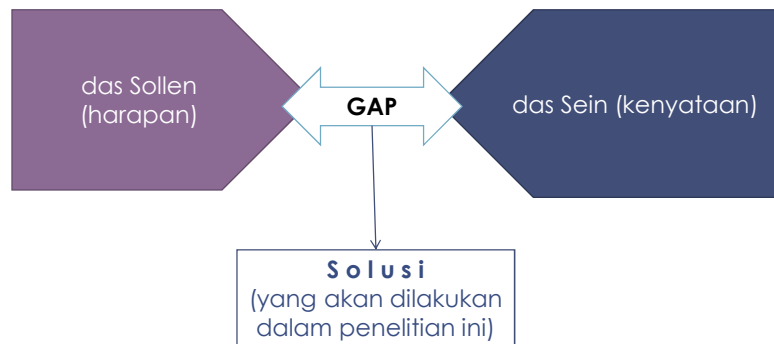 das Sollen
(harapan)
GAP
das Sein (kenyataan)
Solusi
(yang akan dilakukan
dalam penelitian ini)